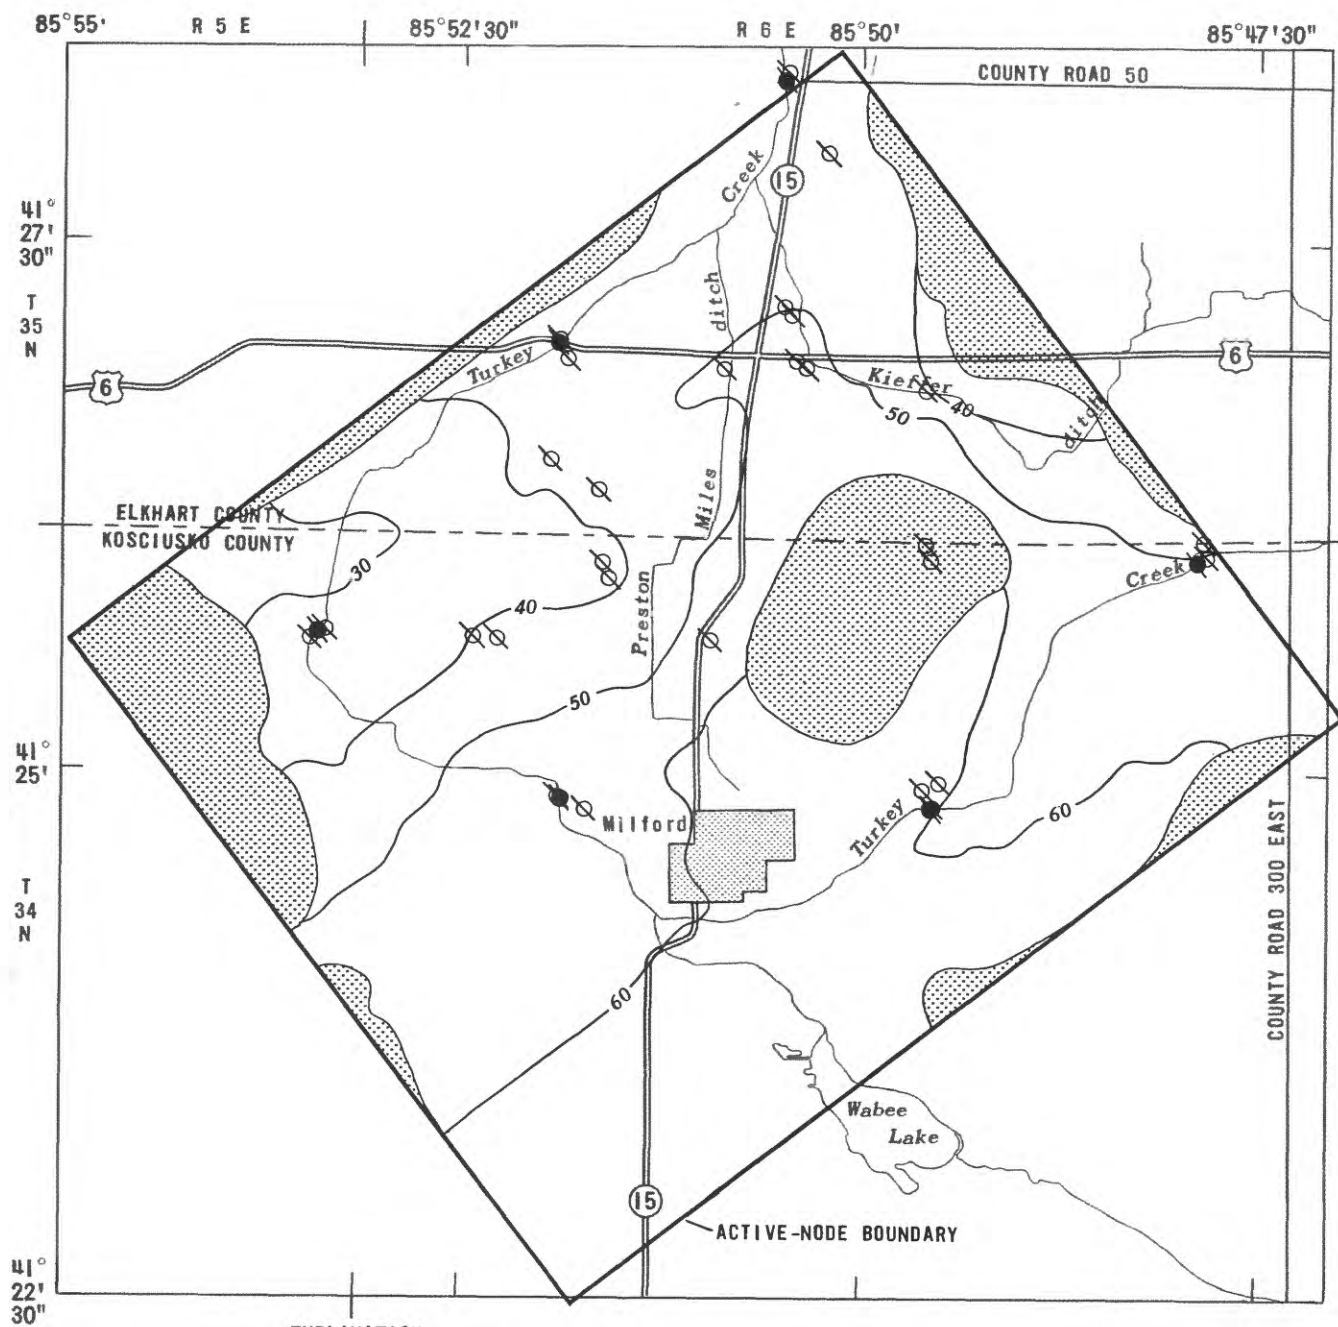 85°55' R 5 E 85°52'30" R 6 E 85°50' 85°47'30"
COUNTY ROAD 50
Creek
15
41°
27'
30"
T
35
N
ditch
6
Turkey
6
Kieffer
50
40
ditch
Miles
ELKHART COUNTY
KOSCIUSKO COUNTY
30
Creek
40
Preston
50
41°
25'
Milford
Turkey
60
T
34
N
COUNTY ROAD 300 EAST
60
Wabee
Lake
15
ACTIVE-NODE BOUNDARY
41°
22'
30"